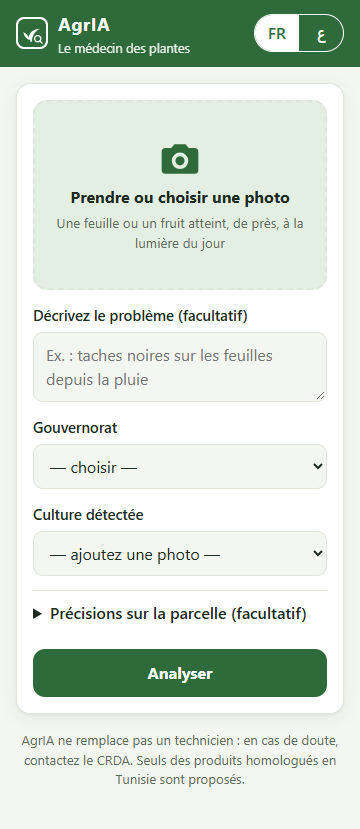 AgrIA
Le médecin des plantes
FR
ع
Prendre ou choisir une photo
Une feuille ou un fruit atteint, de près, à la
lumière du jour
Décrivez le problème (facultatif)
Ex. : taches noires sur les feuilles
depuis la pluie
Gouvernorat
— choisir —
Culture détectée
— ajoutez une photo —
Précisions sur la parcelle (facultatif)
Analyser
AgrIA ne remplace pas un technicien : en cas de doute,
contactez le CRDA. Seuls des produits homologués en
Tunisie sont proposés.